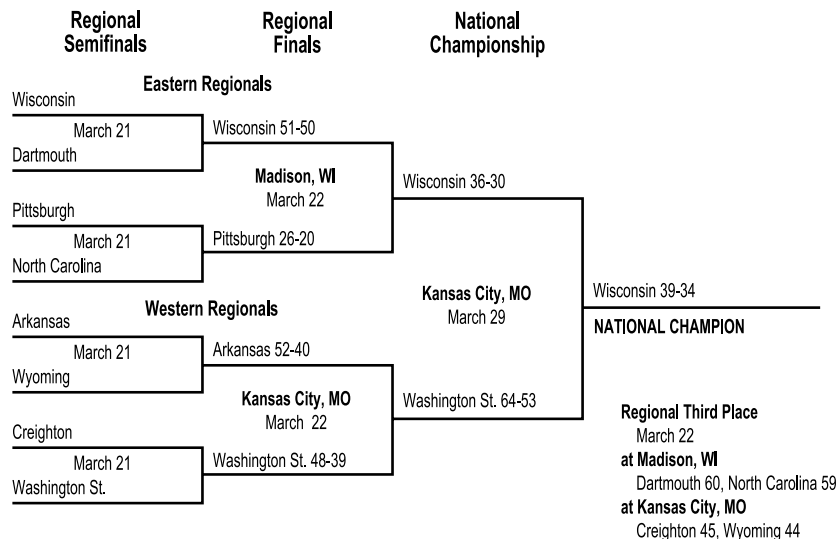 Regional
Semifinals
Regional
Finals
National
Championship
Eastern Regionals
Wisconsin
March 21
Dartmouth
Wisconsin 51-50
Madison, WI
March 22
Pittsburgh
March 21
North Carolina
Pittsburgh 26-20
Wisconsin 36-30
Western Regionals
Arkansas
March 21
Wyoming
Arkansas 52-40
Kansas City, MO
March 22
Creighton
March 21
Washington St.
Washington St. 48-39
Washington St. 64-53
Kansas City, MO
March 29
Wisconsin 39-34
NATIONAL CHAMPION
Regional Third Place
March 22
at Madison, WI
Dartmouth 60, North Carolina 59
at Kansas City, MO
Creighton 45, Wyoming 44